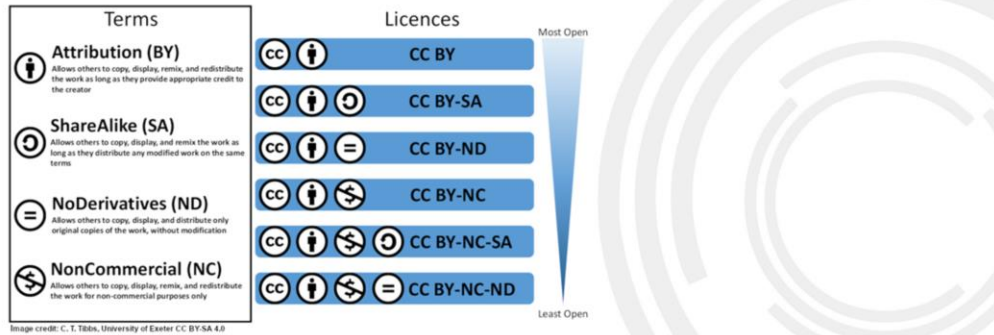 Terms
Attribution (BY)
Allows others to copy, display, remix, and redistribute
the work as long as they provide appropriate credit to
the creator
ShareAlike (SA)
Allows others to copy, display, and remix the work as
long as they distribute any modified work on the same
terms
NoDerivatives (ND)
Allows others to copy, display, and distribute only
original copies of the work, without modification
NonCommercial (NC)
Allows others to copy, display, remix, and redistribute
the work for non-commercial purposes only
Image credit: C. T. Tibbs, University of Exeter CC BY-SA 4.0
Licences
cc CC BY
cc CC BY-SA
cc = CC BY-ND
cc $ CC BY-NC
cc $ CC BY-NC-SA
cc $ = CC BY-NC-ND
Most Open
Least Open